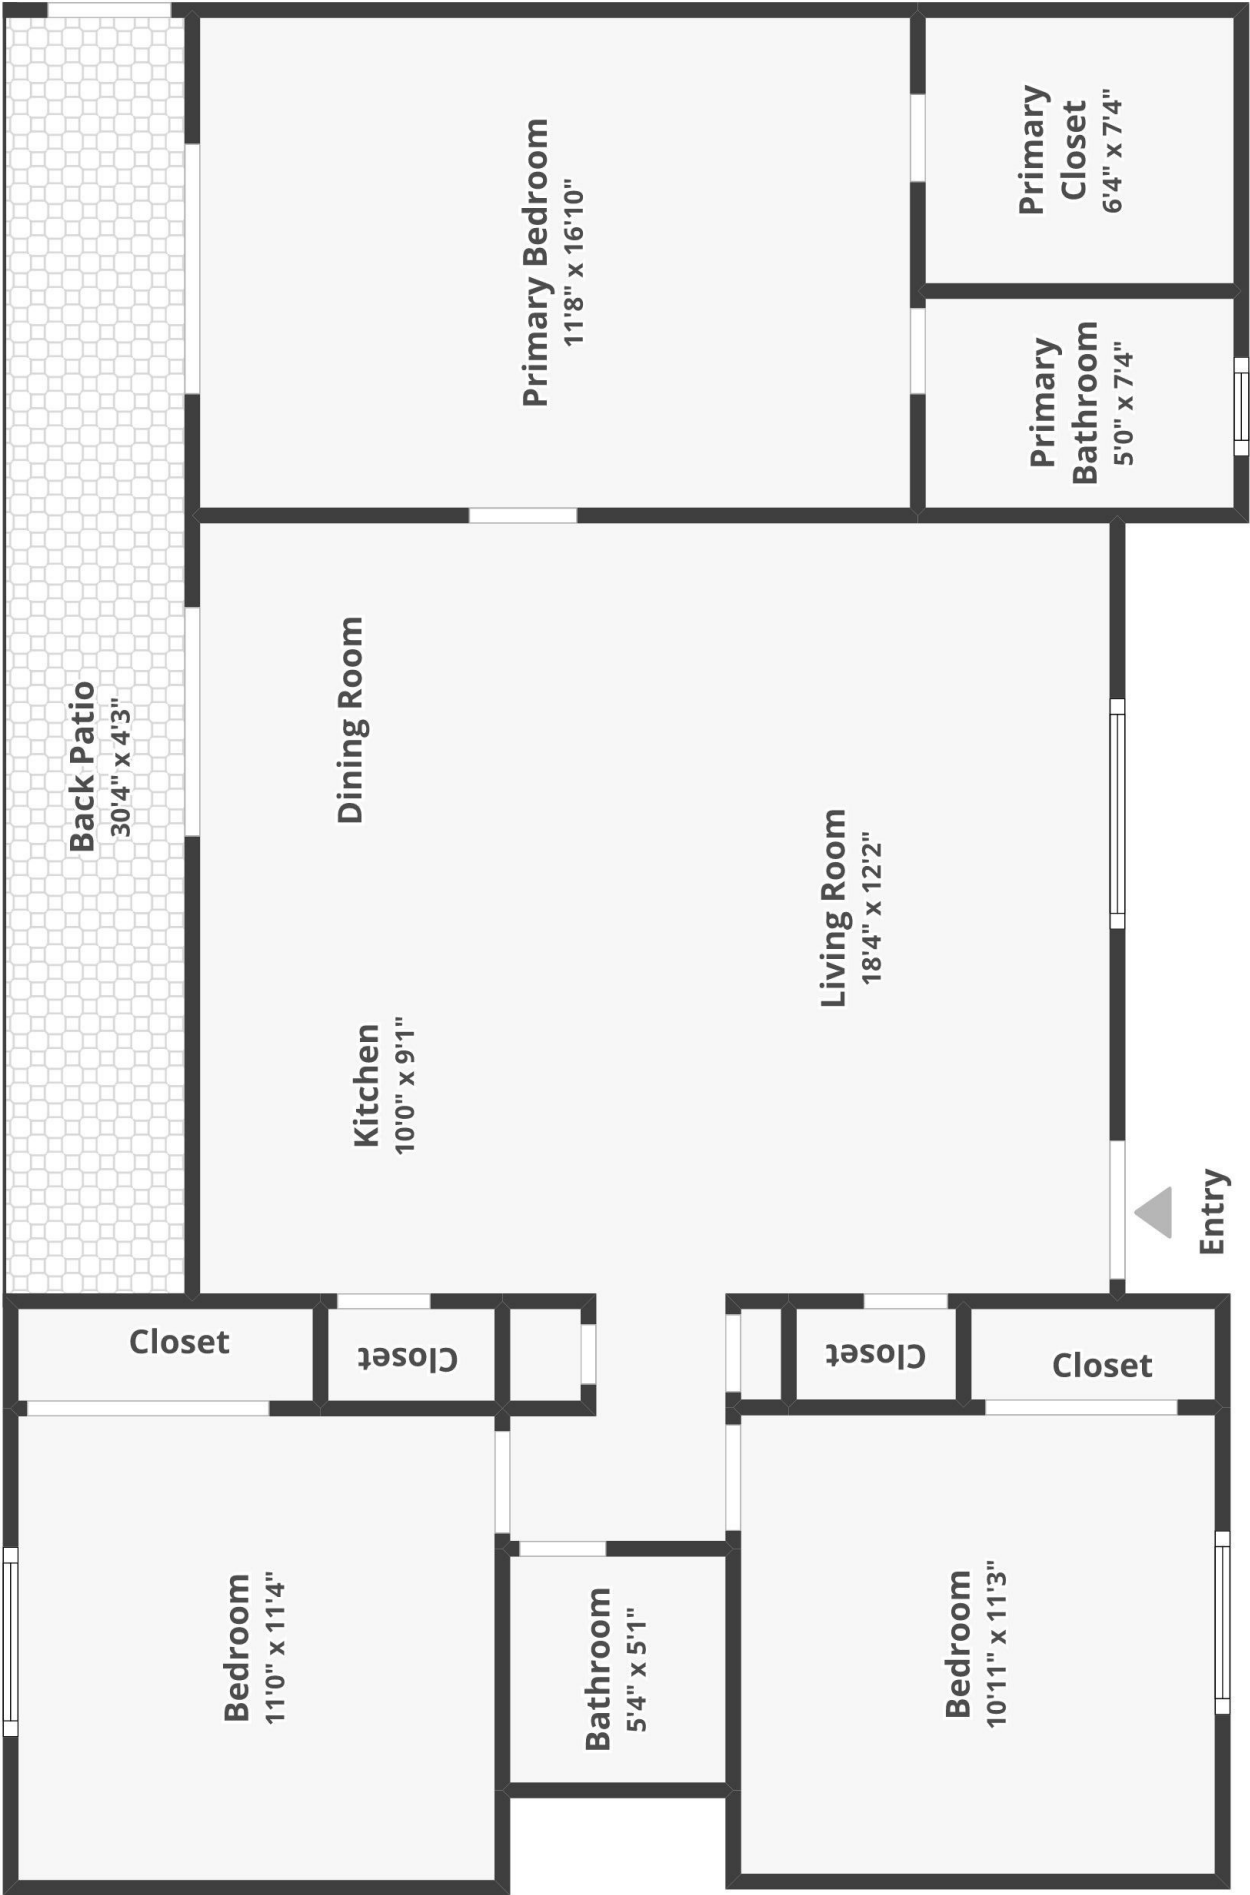 Primary Bedroom
11'8" x 16'10"
Primary
Closet
6'4" x 7'4"
Primary
Bathroom
5'0" x 7'4"
Back Patio
30'4" x 4'3"
Dining Room
Living Room
18'4" x 12'2"
Kitchen
10'0" x 9'1"
Entry
Closet
Closet
Closet
Closet
Bedroom
11'0" x 11'4"
Bathroom
5'4" x 5'1"
Bedroom
10'11" x 11'3"